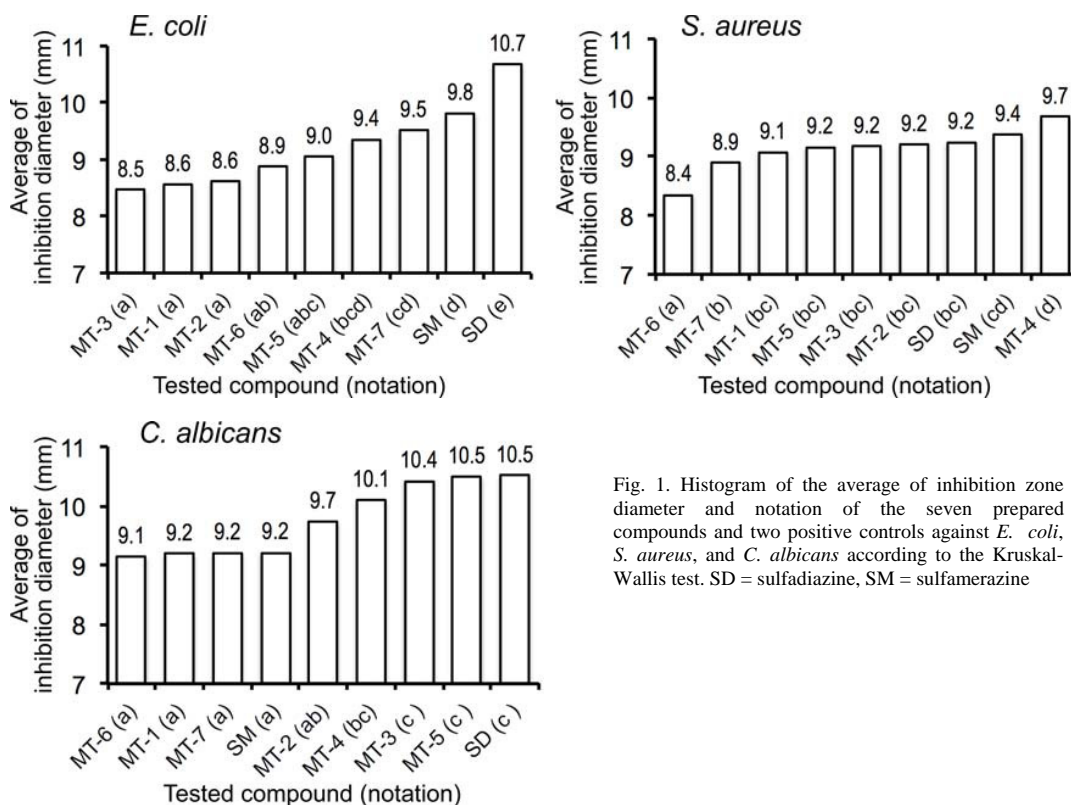 E. coli
Average of
inhibition diameter (mm)
11
10
9
8
7
8.5
8.6
8.6
8.9
9.0
9.4
9.5
9.8
10.7
MT-3 (a)
MT-1 (a)
MT-2 (a)
MT-6 (ab)
MT-5 (abc)
MT-4 (bcd)
MT-7 (cd)
SM (d)
SD (e)
Tested compound (notation)
S. aureus
Average of
inhibition diameter (mm)
11
10
9
8
7
8.4
8.9
9.1
9.2
9.2
9.2
9.2
9.4
9.7
MT-6 (a)
MT-7 (b)
MT-1 (bc)
MT-5 (bc)
MT-3 (bc)
MT-2 (bc)
SD (bc)
SM (cd)
MT-4 (d)
Tested compound (notation)
C. albicans
Average of
inhibition diameter (mm)
11
10
9
8
7
9.1
9.2
9.2
9.2
9.7
10.1
10.4
10.5
10.5
MT-6 (a)
MT-1 (a)
MT-7 (a)
SM (a)
MT-2 (ab)
MT-4 (bc)
MT-3 (c )
MT-5 (c )
SD (c )
Tested compound (notation)
Fig. 1. Histogram of the average of inhibition zone
diameter and notation of the seven prepared
compounds and two positive controls against E. coli,
S. aureus, and C. albicans according to the Kruskal-
Wallis test. SD = sulfadiazine, SM = sulfamerazine